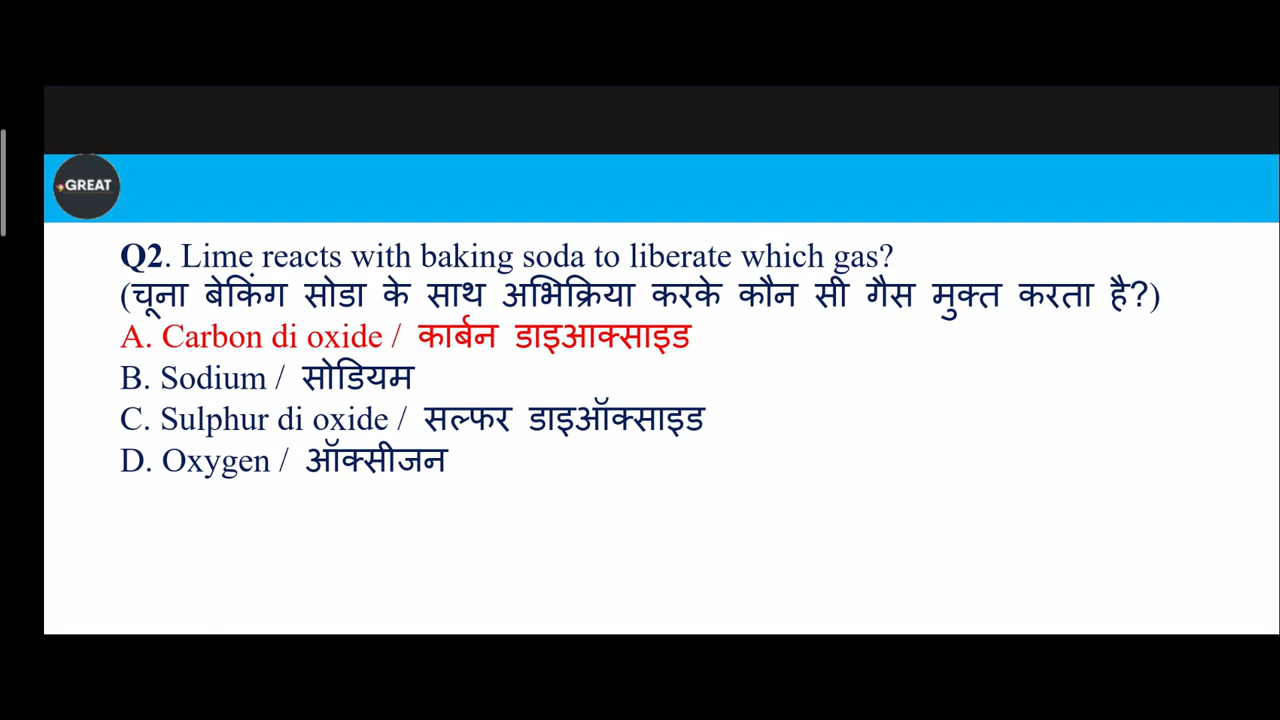 GREAT
Q2. Lime reacts with baking soda to liberate which gas?
(चूना बेकिंग सोडा के साथ अभिक्रिया करके कौन सी गैस मुक्त करता है?)
A. Carbon di oxide / कार्बन डाइआक्साइड
B. Sodium / सोडियम
C. Sulphur di oxide / सल्फर डाइऑक्साइड
D. Oxygen / ऑक्सीजन